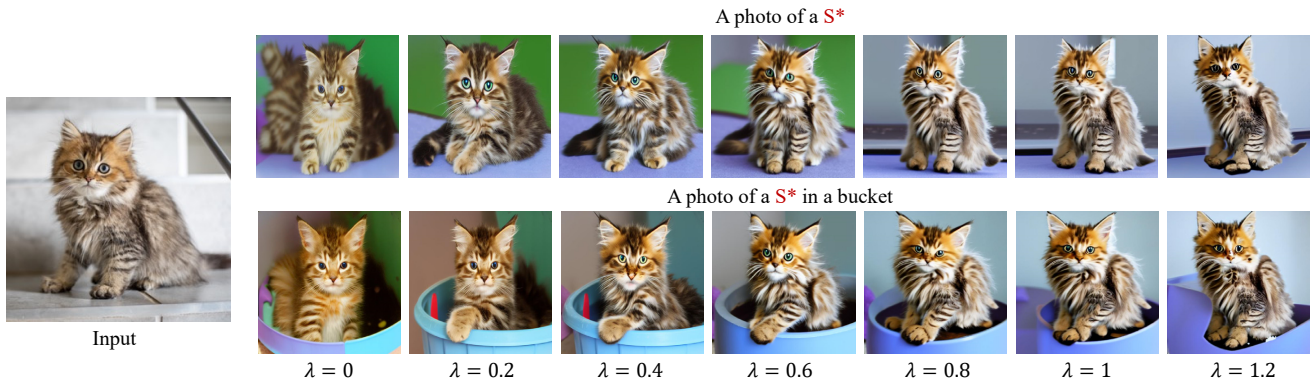 A photo of a S*
A photo of a S* in a bucket
Input
λ = 0
λ = 0.2
λ = 0.4
λ = 0.6
λ = 0.8
λ = 1
λ = 1.2